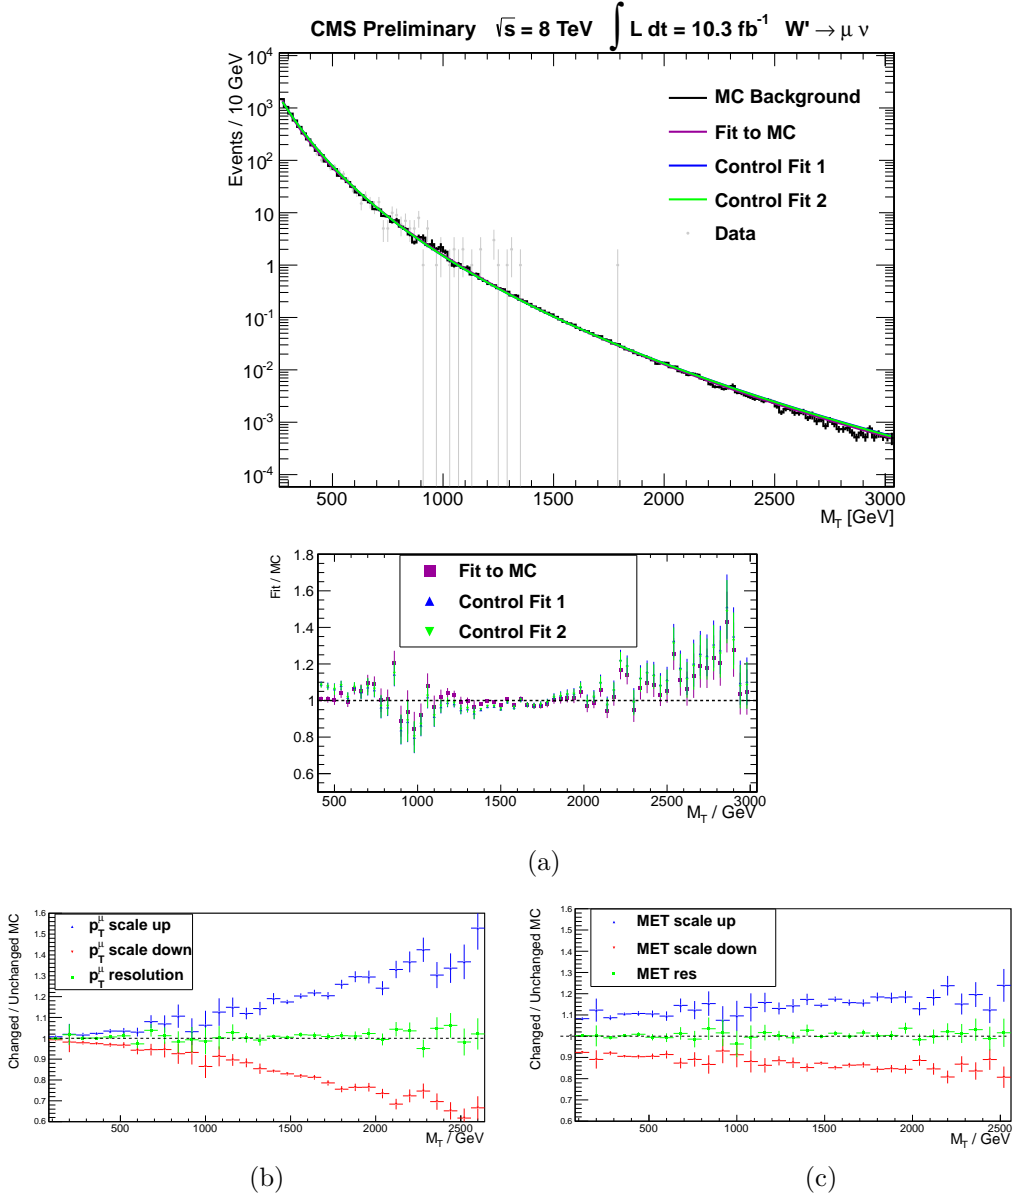 CMS Preliminary √s = 8 TeV ∫ L dt = 10.3 fb⁻¹ W' → μ ν
Events / 10 GeV
10⁴
10³
10²
10
1
10⁻¹
10⁻²
10⁻³
10⁻⁴
MC Background
Fit to MC
Control Fit 1
Control Fit 2
Data
500 1000 1500 2000 2500 3000
M_T [GeV]
Fit / MC
1.8
1.6
1.4
1.2
1
0.8
0.6
Fit to MC
Control Fit 1
Control Fit 2
500 1000 1500 2000 2500 3000
M_T / GeV
(a)
Changed / Unchanged MC
1.6
1.5
1.4
1.3
1.2
1.1
1
0.9
0.8
0.7
0.6
p_T^μ scale up
p_T^μ scale down
p_T^μ resolution
500 1000 1500 2000 2500
M_T / GeV
(b)
Changed / Unchanged MC
1.6
1.5
1.4
1.3
1.2
1.1
1
0.9
0.8
0.7
0.6
MET scale up
MET scale down
MET res
500 1000 1500 2000 2500
M_T / GeV
(c)